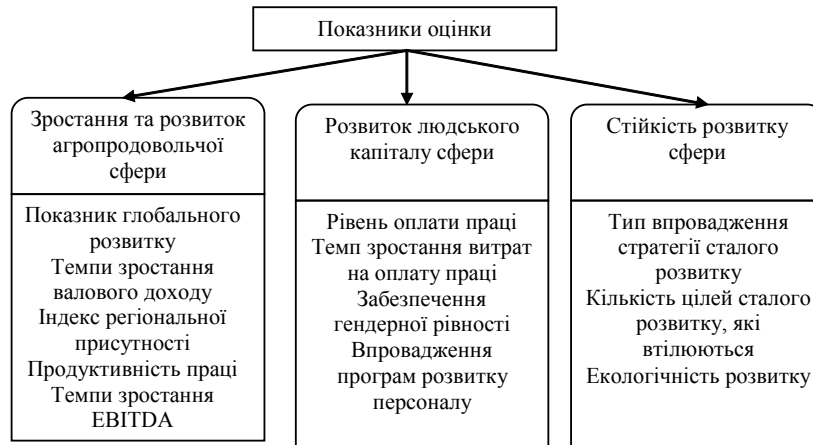 Показники оцінки
Зростання та розвиток
агропродовольчої
сфери
Показник глобального
розвитку
Темпи зростання
валового доходу
Індекс регіональної
присутності
Продуктивність праці
Темпи зростання
EBITDA
Розвиток людського
капіталу сфери
Рівень оплати праці
Темп зростання витрат
на оплату праці
Забезпечення
гендерної рівності
Впровадження
програм розвитку
персоналу
Стійкість розвитку
сфери
Тип впровадження
стратегії сталого
розвитку
Кількість цілей сталого
розвитку, які
втілюються
Екологічність розвитку